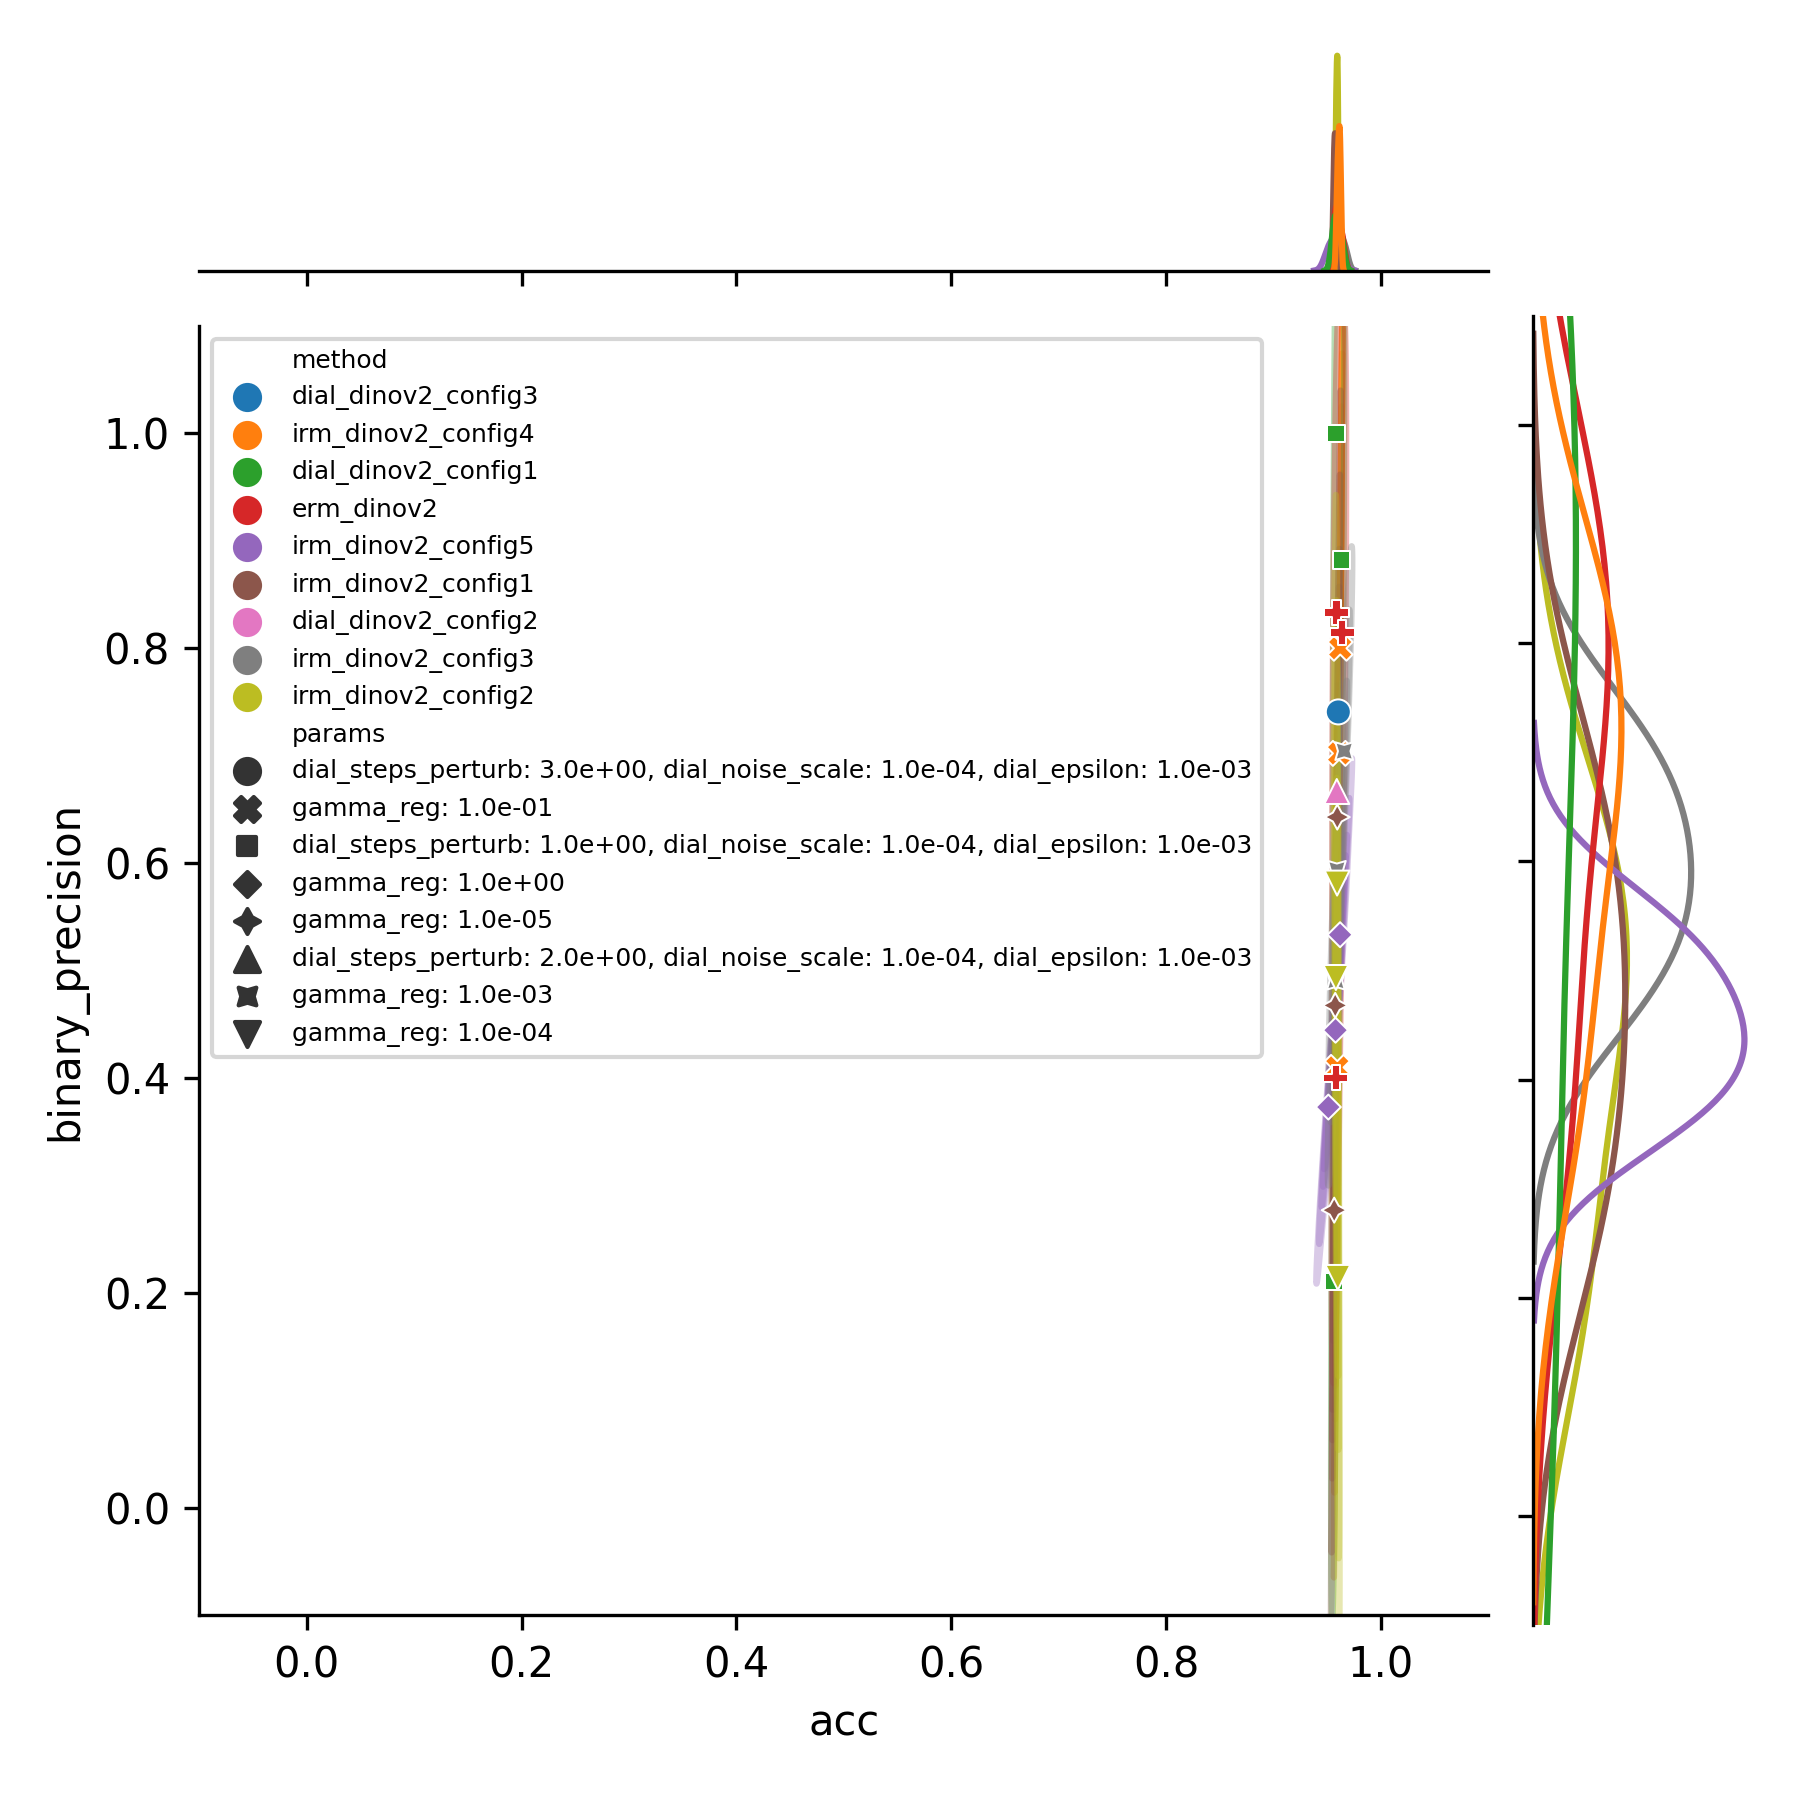 method
dial_dinov2_config3
irm_dinov2_config4
dial_dinov2_config1
erm_dinov2
irm_dinov2_config5
irm_dinov2_config1
dial_dinov2_config2
irm_dinov2_config3
irm_dinov2_config2
params
dial_steps_perturb: 3.0e+00, dial_noise_scale: 1.0e-04, dial_epsilon: 1.0e-03
gamma_reg: 1.0e-01
dial_steps_perturb: 1.0e+00, dial_noise_scale: 1.0e-04, dial_epsilon: 1.0e-03
gamma_reg: 1.0e+00
gamma_reg: 1.0e-05
dial_steps_perturb: 2.0e+00, dial_noise_scale: 1.0e-04, dial_epsilon: 1.0e-03
gamma_reg: 1.0e-03
gamma_reg: 1.0e-04
binary_precision
1.0
0.8
0.6
0.4
0.2
0.0
0.0 0.2 0.4 0.6 0.8 1.0
acc